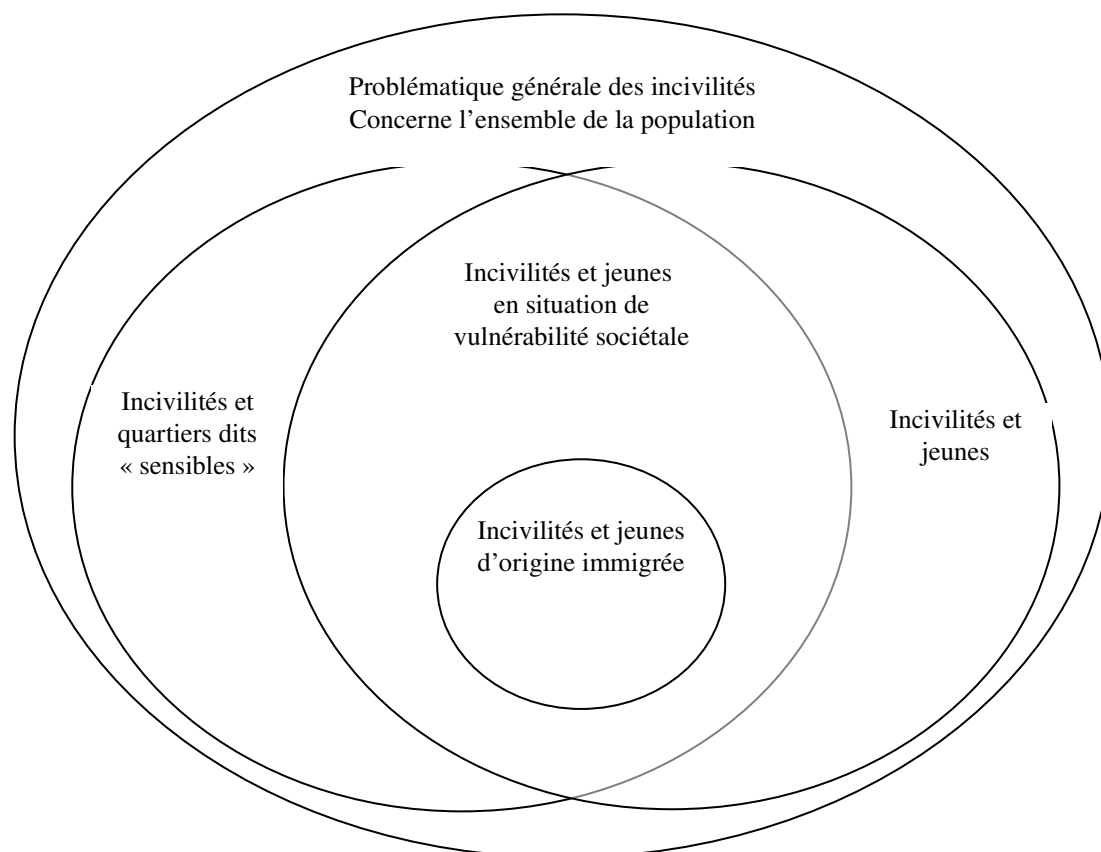 Problématique générale des incivilités
Concerne l’ensemble de la population
Incivilités et jeunes
en situation de
vulnérabilité sociétale
Incivilités et
quartiers dits
« sensibles »
Incivilités et
jeunes
Incivilités et jeunes
d’origine immigrée